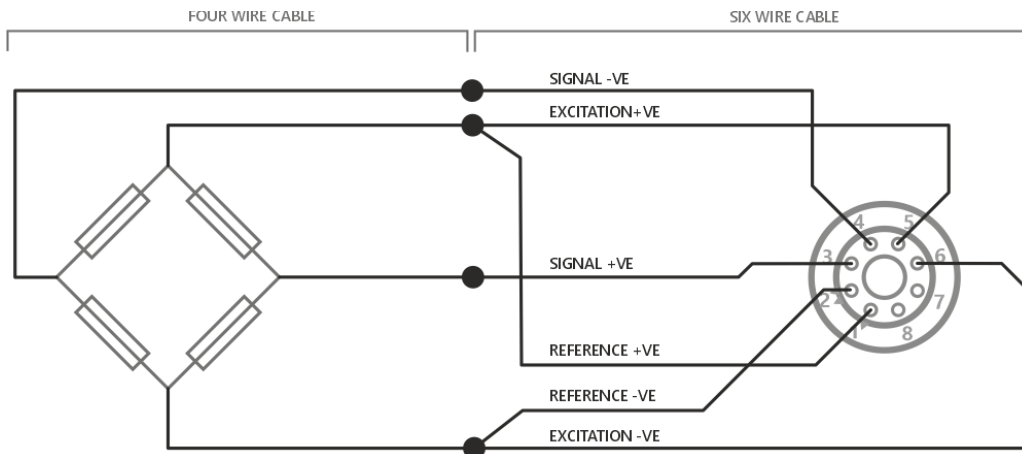 FOUR WIRE CABLE
SIX WIRE CABLE
SIGNAL -VE
EXCITATION+VE
4
5
3
6
SIGNAL +VE
2
7
1
8
REFERENCE +VE
REFERENCE -VE
EXCITATION -VE